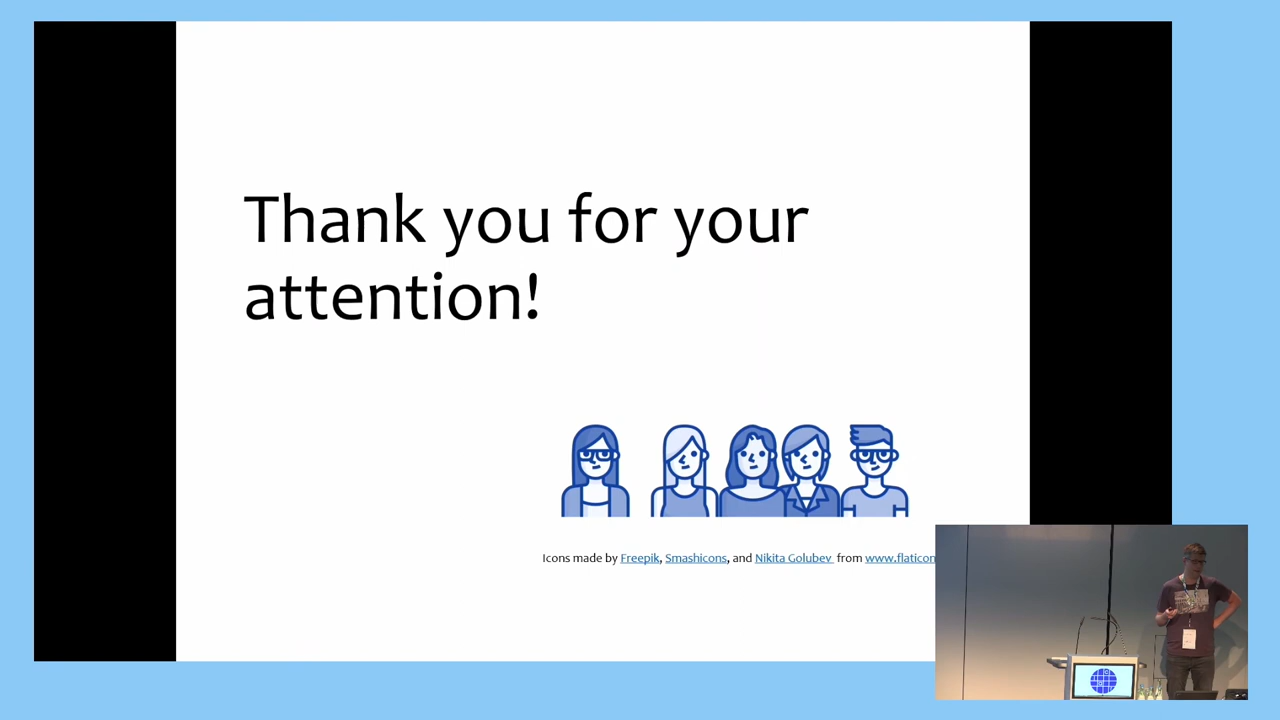 Thank you for your
attention!
Icons made by Freepik, Smashicons, and Nikita Golubev from www.flaticon